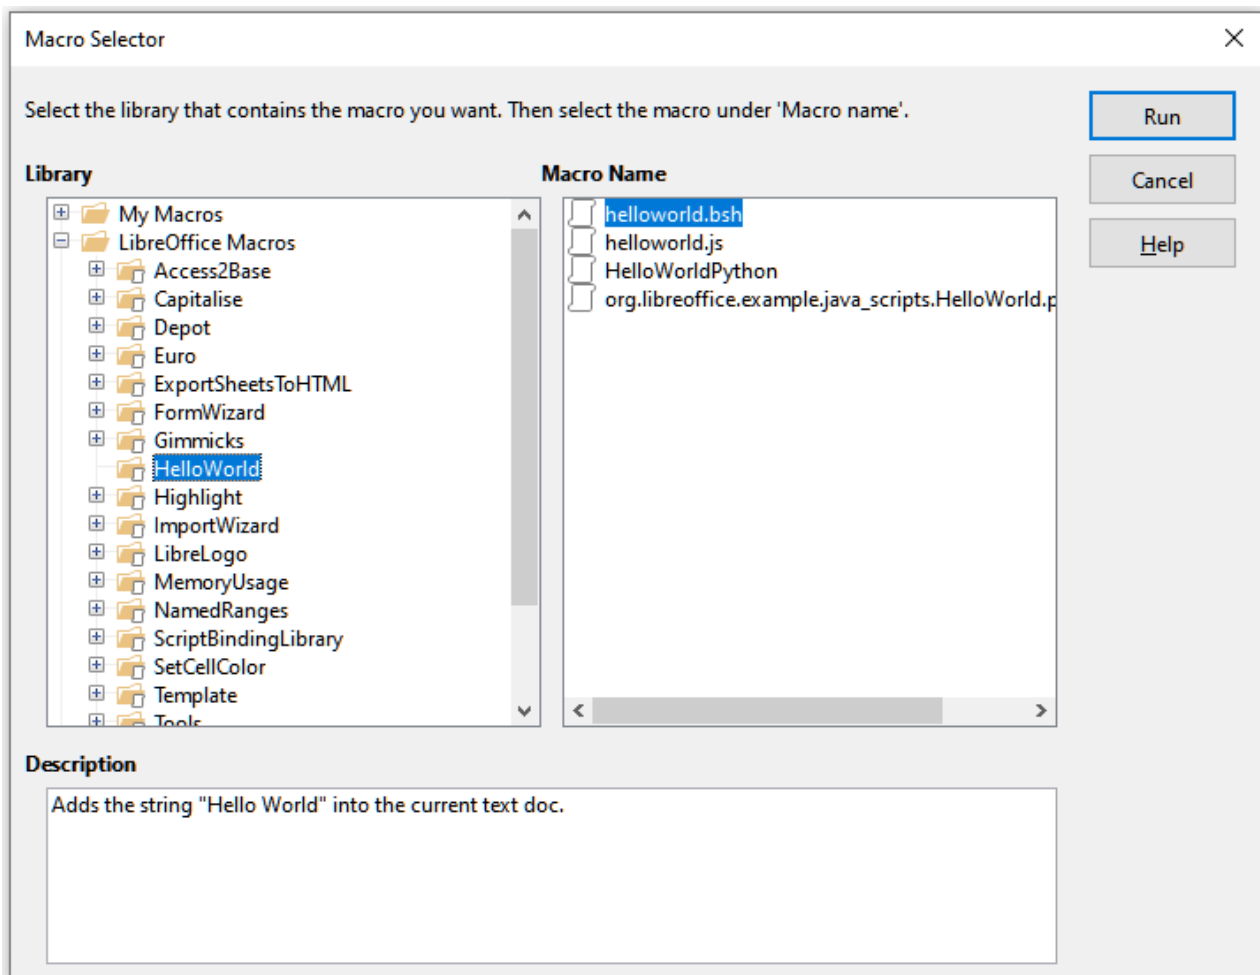 Macro Selector
Select the library that contains the macro you want. Then select the macro under 'Macro name'.
Run
Cancel
Help
Library
My Macros
LibreOffice Macros
Access2Base
Capitalise
Depot
Euro
ExportSheetsToHTML
FormWizard
Gimmicks
HelloWorld
Highlight
ImportWizard
LibreLogo
MemoryUsage
NamedRanges
ScriptBindingLibrary
SetCellColor
Template
Tools
Macro Name
helloworld.bsh
helloworld.js
HelloWorldPython
org.libreoffice.example.java_scripts.HelloWorld.p
Description
Adds the string "Hello World" into the current text doc.